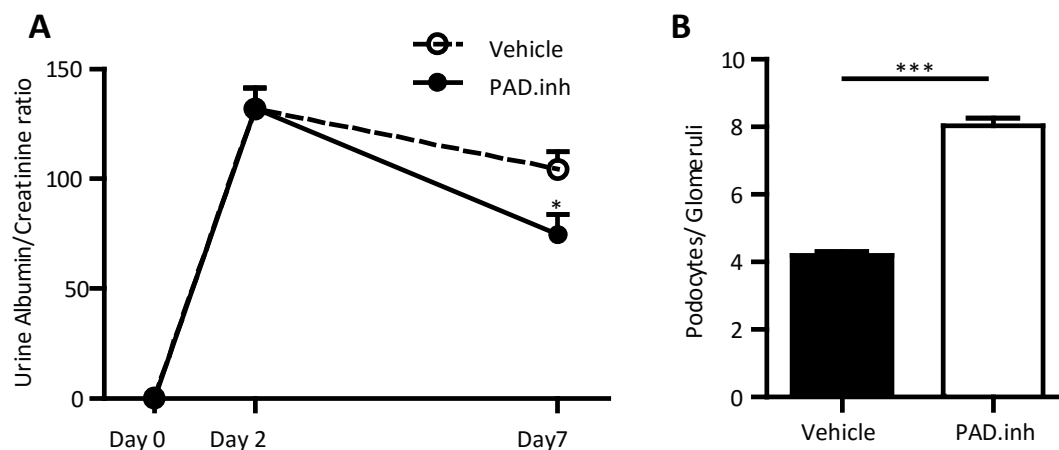 A
Vehicle
PAD.inh
Urine Albumin/Creatinine ratio
150
100
50
0
Day 0
Day 2
Day7
*
B
Podocytes/ Glomeruli
10
8
6
4
2
0
***
Vehicle
PAD.inh